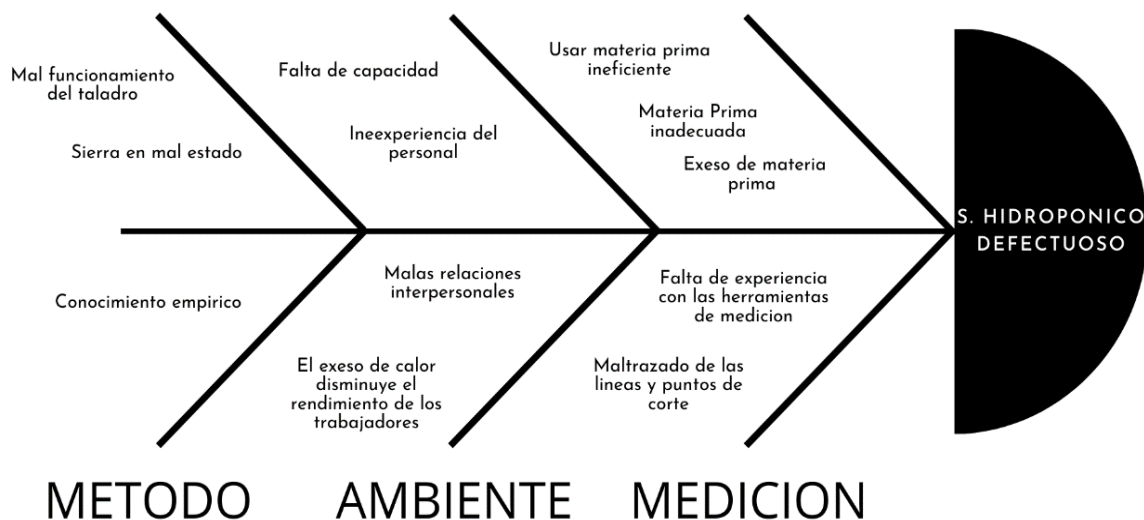 Mal funcionamiento
del taladro
Sierra en mal estado
Falta de capacidad
Ineexperiencia del
personal
Usar materia prima
ineficiente
Materia Prima
inadecuada
Exeso de materia
prima
S. HIDROPONICO
DEFECTUOSO
Conocimiento empirico
Malas relaciones
interpersonales
El exeso de calor
disminuye el
rendimiento de los
trabajadores
Falta de experiencia
con las herramientas
de medicion
Maltrazado de las
lineas y puntos de
corte
METODO
AMBIENTE
MEDICION